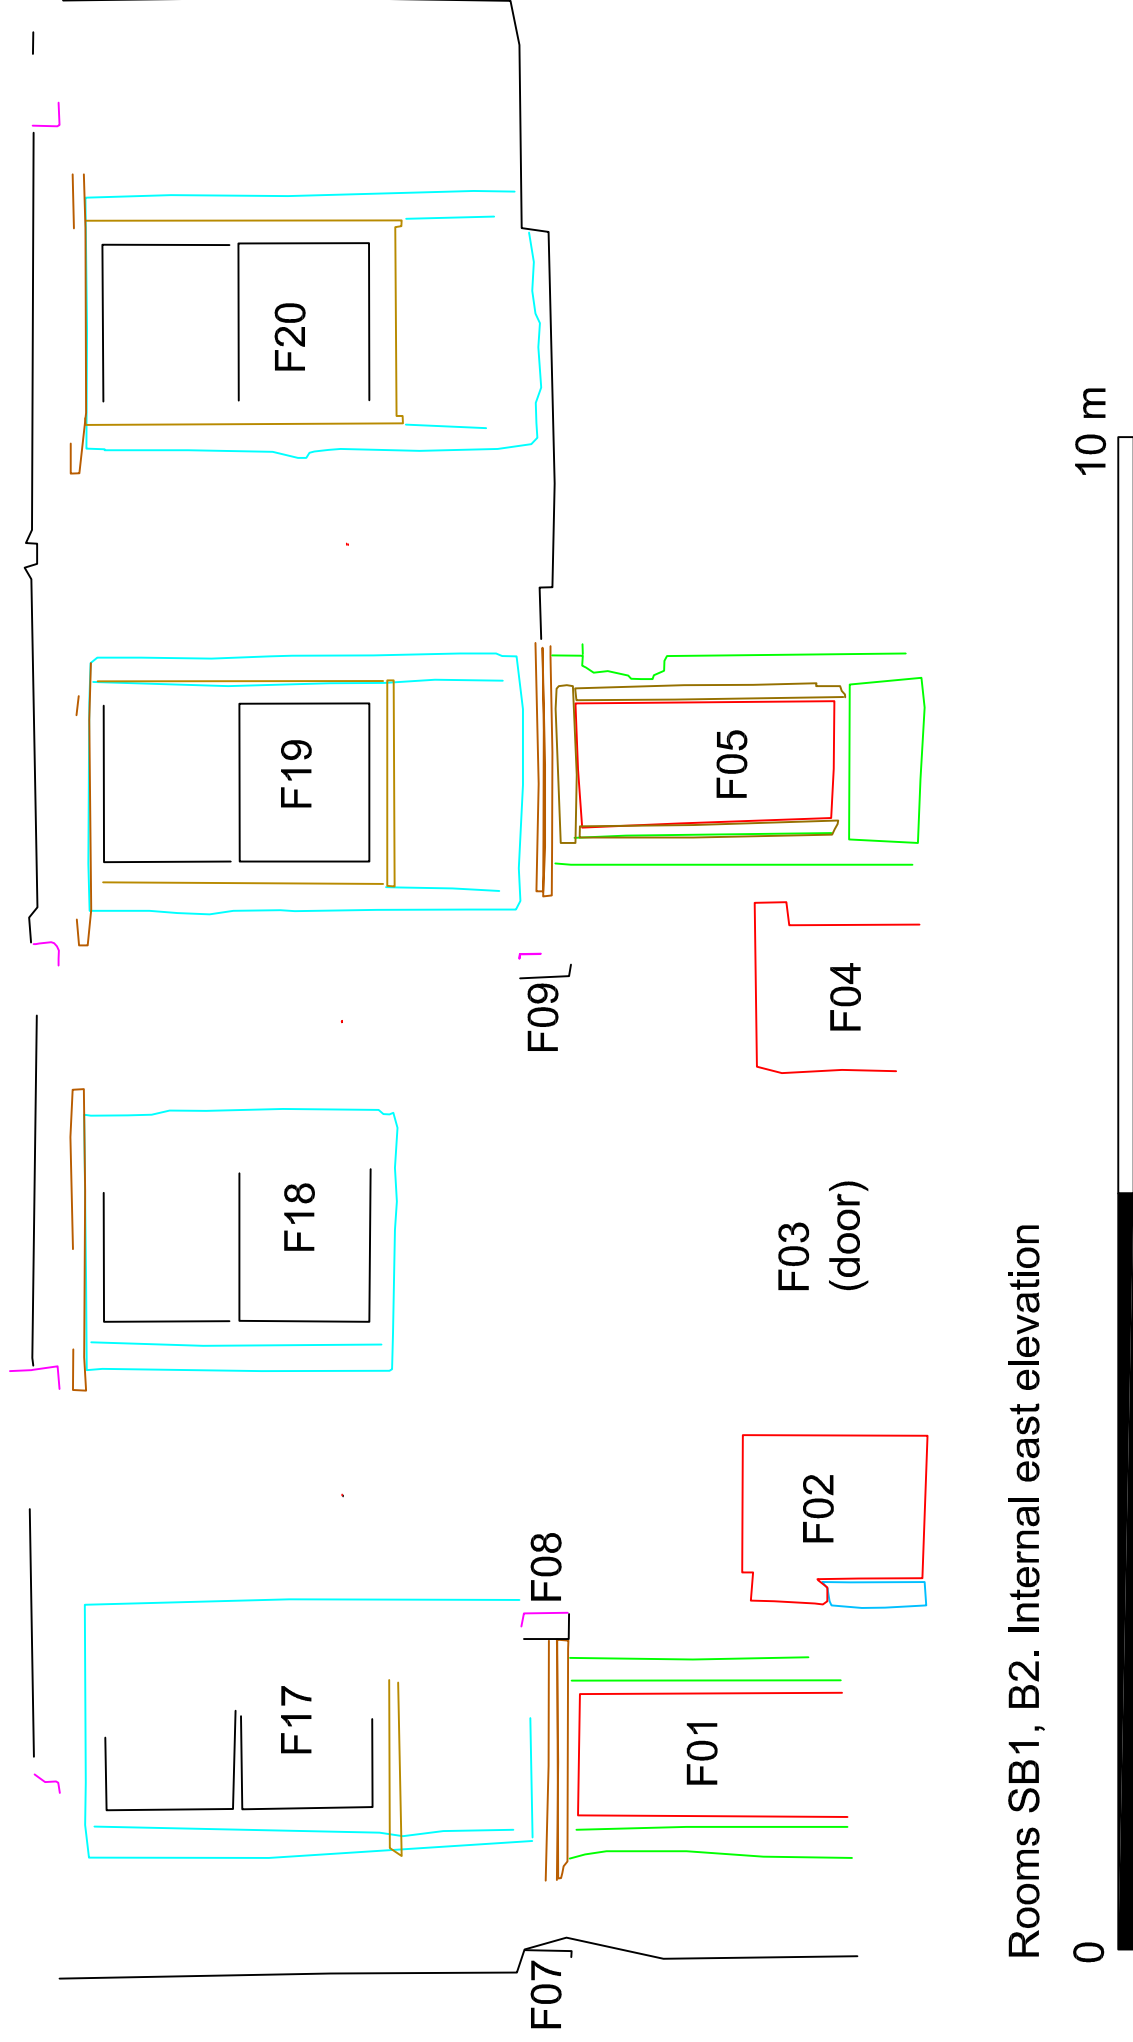 F17
F18
F19
F20
F07
F08
F09
F01
F02
F03
(door)
F04
F05
Rooms SB1, B2. Internal east elevation
0
10 m